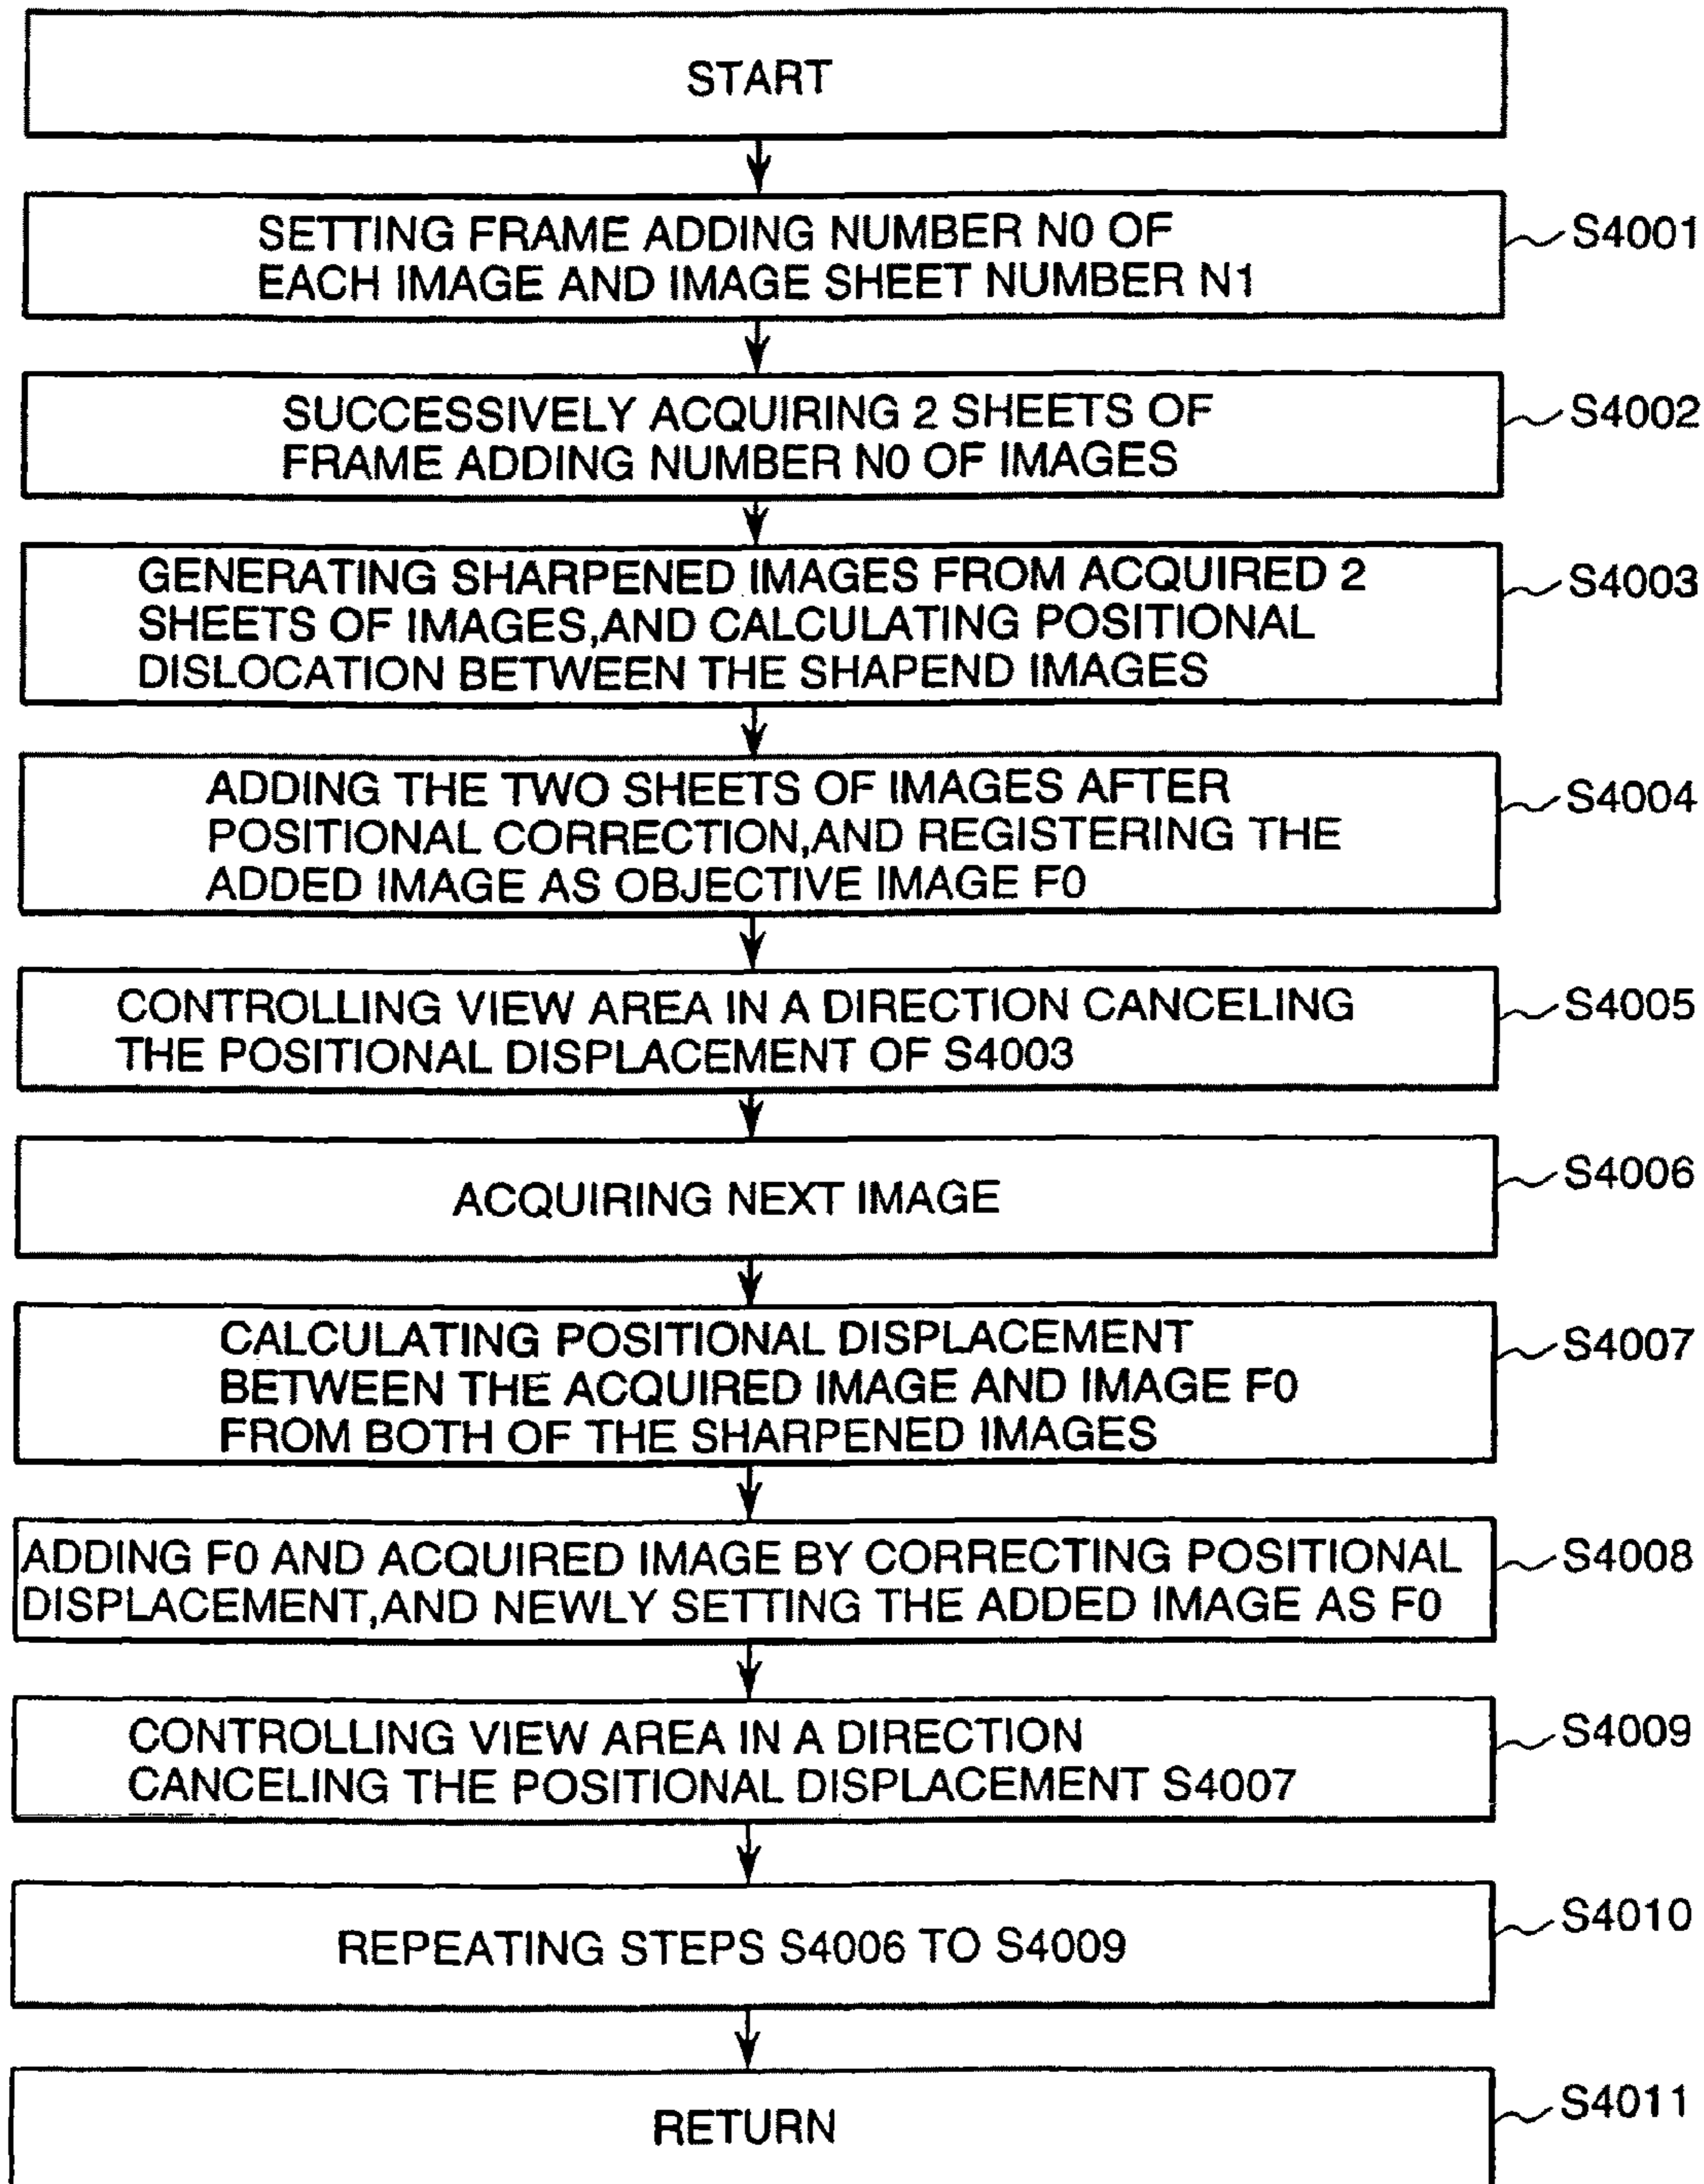 START
SETTING FRAME ADDING NUMBER N0 OF
EACH IMAGE AND IMAGE SHEET NUMBER N1
S4001
SUCCESSIVELY ACQUIRING 2 SHEETS OF
FRAME ADDING NUMBER N0 OF IMAGES
S4002
GENERATING SHARPENED IMAGES FROM ACQUIRED 2
SHEETS OF IMAGES,AND CALCULATING POSITIONAL
DISLOCATION BETWEEN THE SHAPEND IMAGES
S4003
ADDING THE TWO SHEETS OF IMAGES AFTER
POSITIONAL CORRECTION,AND REGISTERING THE
ADDED IMAGE AS OBJECTIVE IMAGE F0
S4004
CONTROLLING VIEW AREA IN A DIRECTION CANCELING
THE POSITIONAL DISPLACEMENT OF S4003
S4005
ACQUIRING NEXT IMAGE
S4006
CALCULATING POSITIONAL DISPLACEMENT
BETWEEN THE ACQUIRED IMAGE AND IMAGE F0
FROM BOTH OF THE SHARPENED IMAGES
S4007
ADDING F0 AND ACQUIRED IMAGE BY CORRECTING POSITIONAL
DISPLACEMENT,AND NEWLY SETTING THE ADDED IMAGE AS F0
S4008
CONTROLLING VIEW AREA IN A DIRECTION
CANCELING THE POSITIONAL DISPLACEMENT S4007
S4009
REPEATING STEPS S4006 TO S4009
S4010
RETURN
S4011